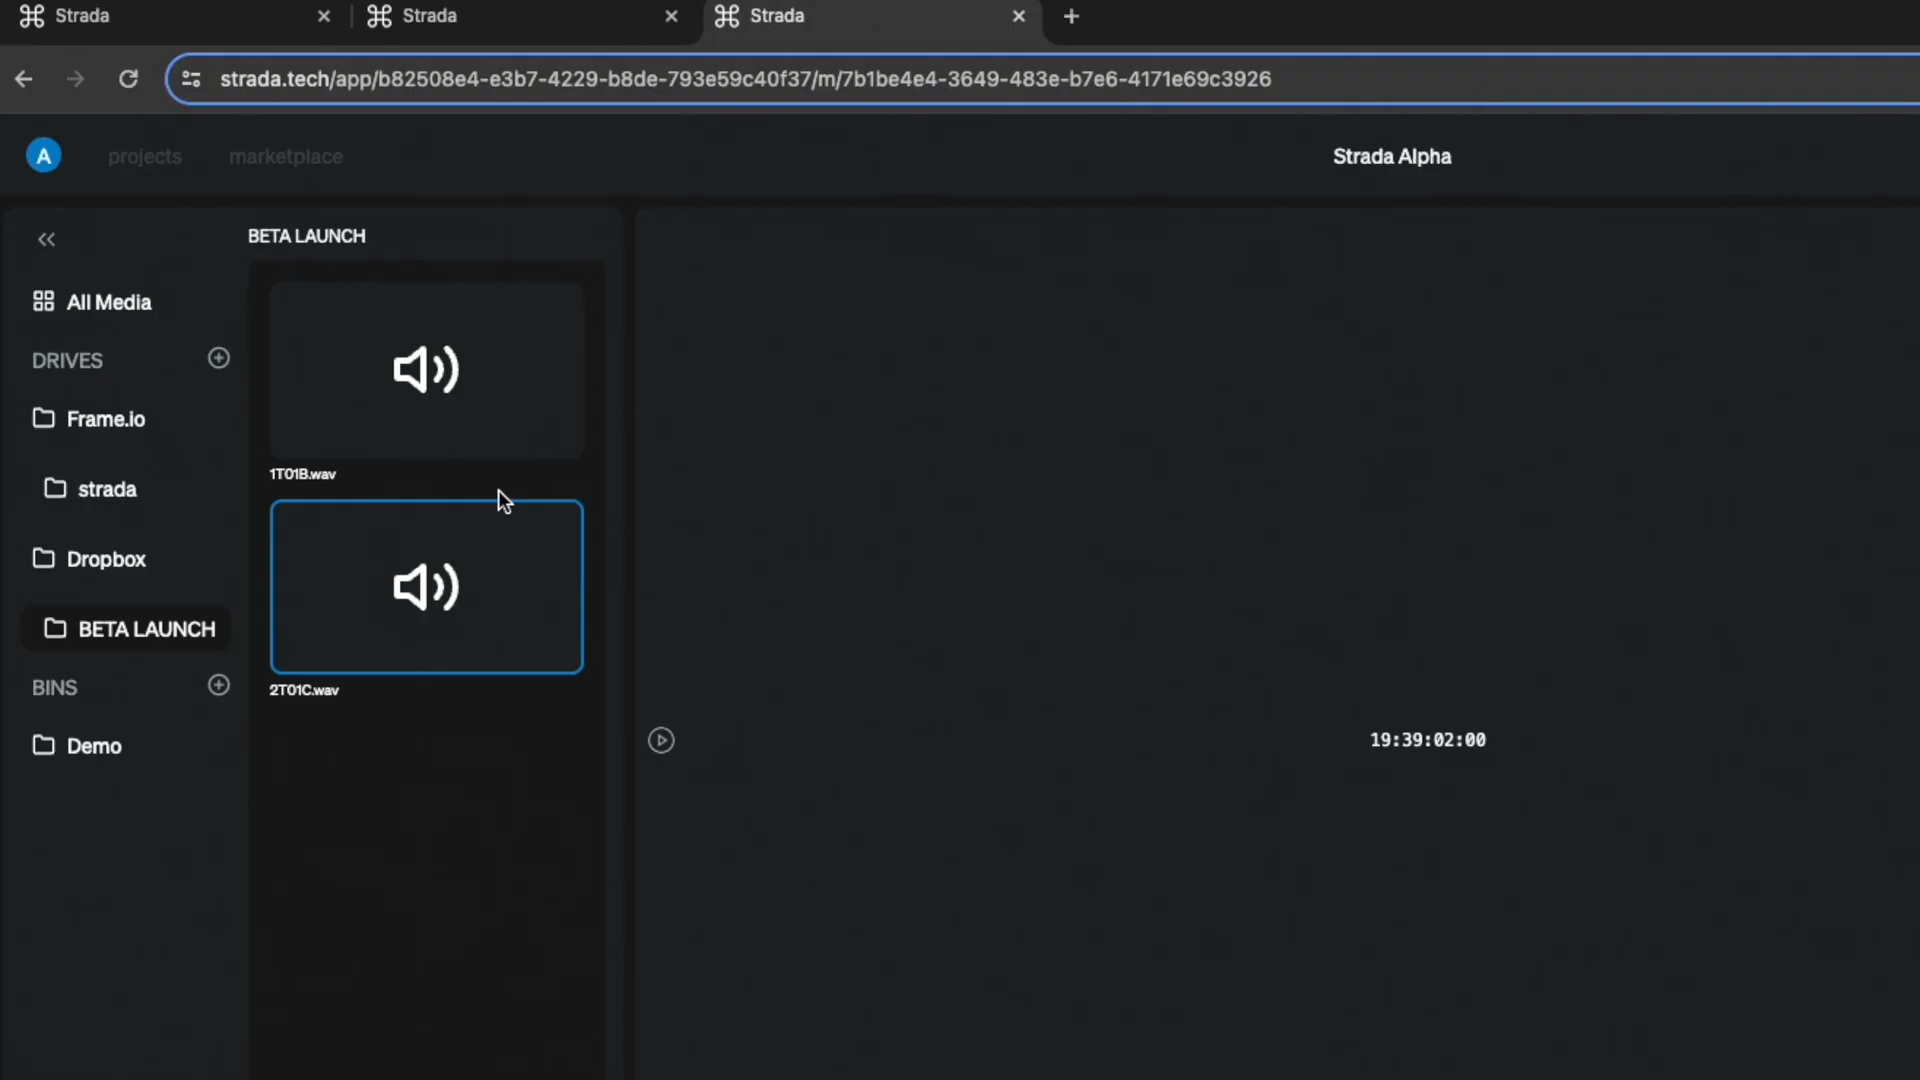 Strada
Strada
Strada
strada.tech/app/b82508e4-e3b7-4229-b8de-793e59c40f37/m/7b1be4e4-3649-483e-b7e6-4171e69c3926
A projects marketplace Strada Alpha
BETA LAUNCH
All Media
DRIVES
Frame.io
1T01B.wav
strada
Dropbox
BETA LAUNCH
BINS
2T01C.wav
Demo
19:39:02:00